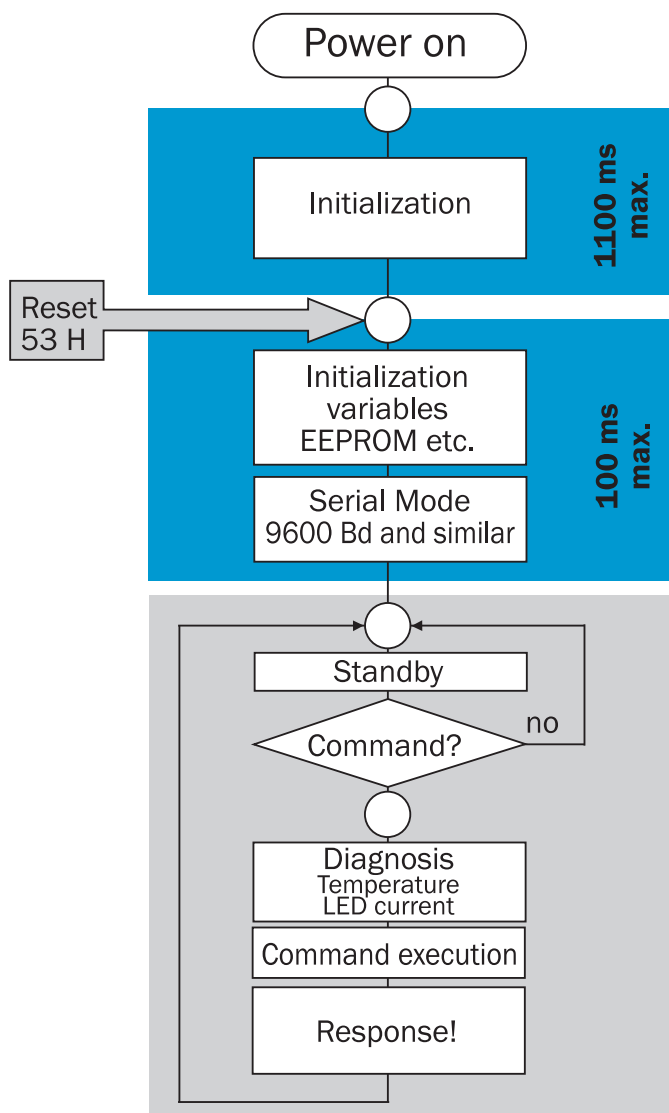 Power on
Initialization
1100 ms
max.
Reset
53 H
Initialization
variables
EEPROM etc.
Serial Mode
9600 Bd and similar
100 ms
max.
Standby
Command?
no
Diagnosis
Temperature
LED current
Command execution
Response!